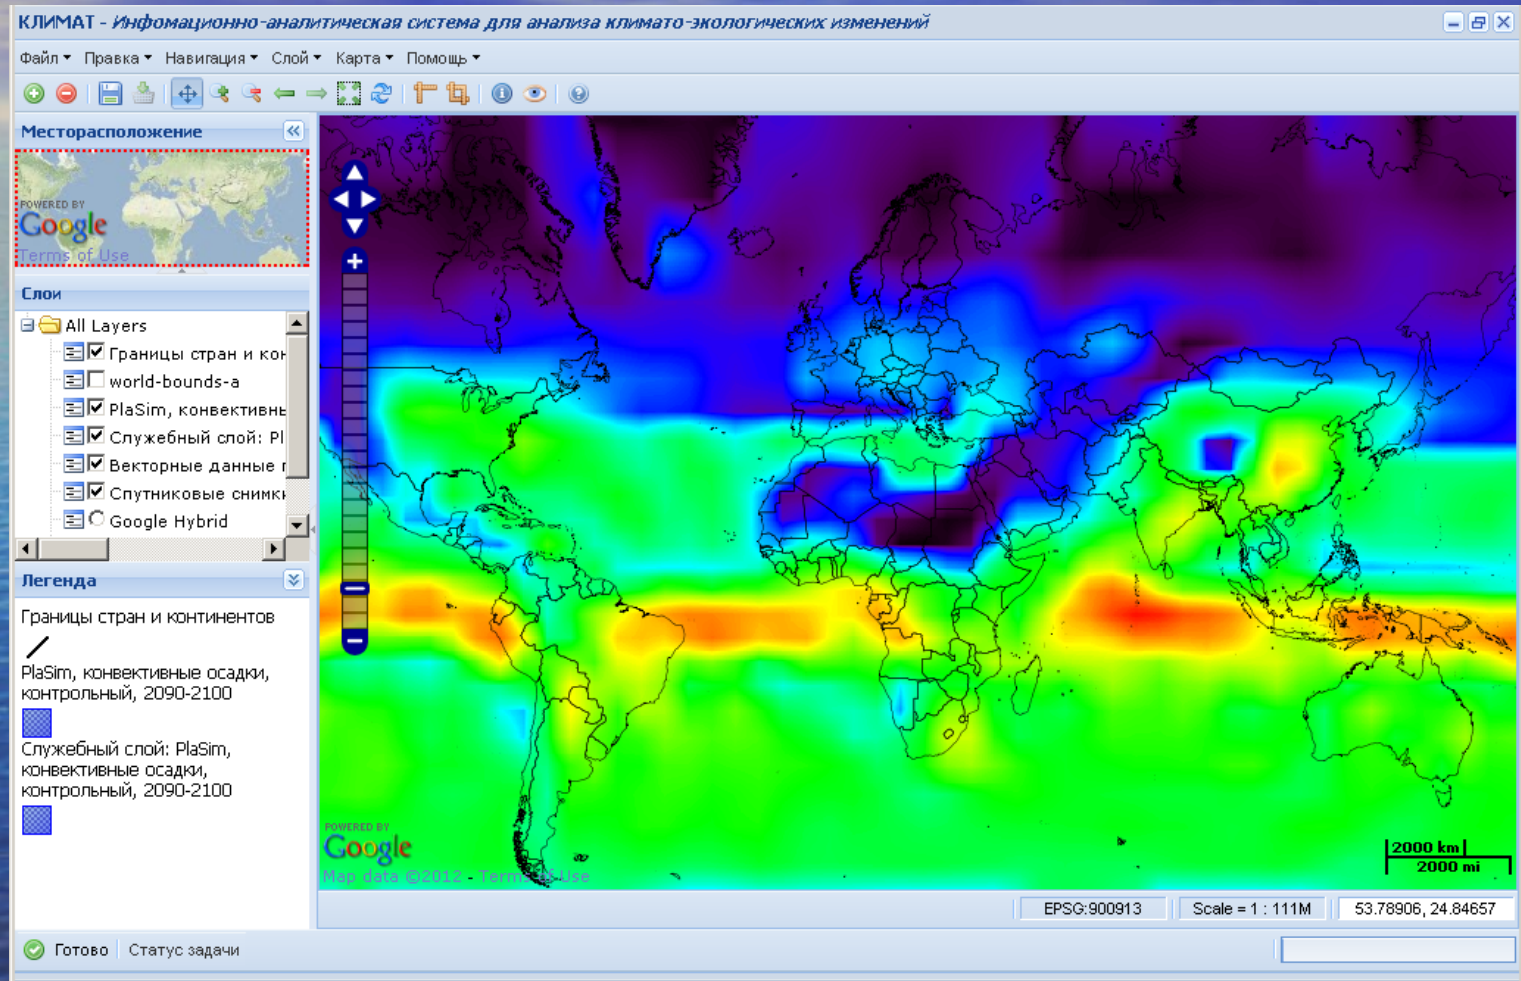 КЛИМАТ - Инфомационно-аналитическая система для анализа климато-экологических изменений
Файл Правка Навигация Слой Карта Помощь
Месторасположение
POWERED BY
Google
Terms of Use
Слои
All Layers
Границы стран и кон
world-bounds-a
PlaSim, конвективнь
Служебный слой: Pl
Векторные данные г
Спутниковые снимки
Google Hybrid
Легенда
Границы стран и континентов
PlaSim, конвективные осадки,
контрольный, 2090-2100
Служебный слой: PlaSim,
конвективные осадки,
контрольный, 2090-2100
POWERED BY
Google
Map data ©2012 - Terms of Use
2000 km
2000 mi
EPSG:900913
Scale = 1 : 111M
53.78906, 24.84657
Готово
Статус задачи